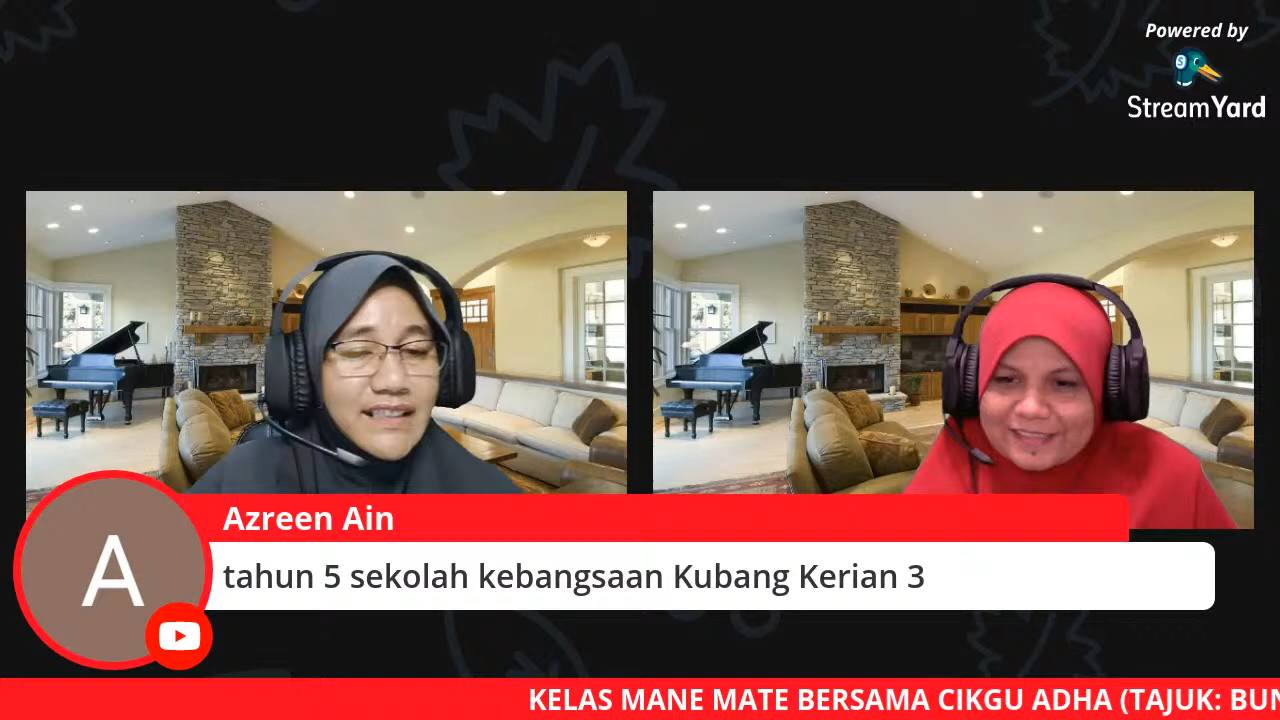 Powered by
StreamYard
Azreen Ain
A
tahun 5 sekolah kebangsaan Kubang Kerian 3
KELAS MANE MATE BERSAMA CIKGU ADHA (TAJUK: BUN